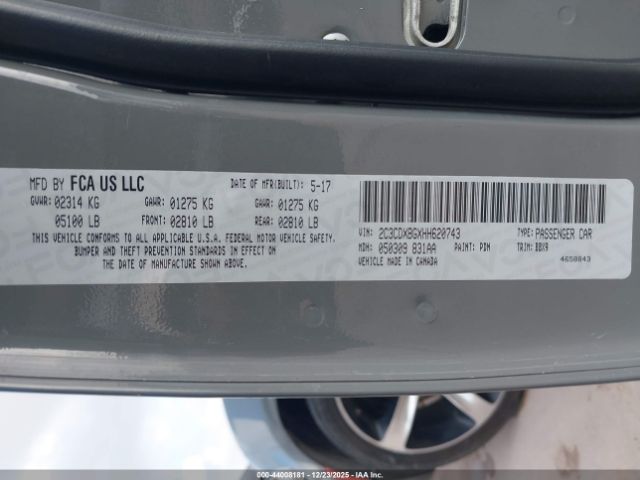 MFD BY FCA US LLC DATE OF MFR(BUILT): 5-17
GVWR: 02314 KG GAWR: 01275 KG GAWR: 01275 KG
05100 LB FRONT: 02810 LB REAR: 02810 LB
THIS VEHICLE CONFORMS TO ALL APPLICABLE U.S.A. FEDERAL MOTOR VEHICLE SAFETY,
BUMPER AND THEFT PREVENTION STANDARDS IN EFFECT ON
THE DATE OF MANUFACTURE SHOWN ABOVE.
VIN: 2C3CDXBGXHH620743 TYPE: PASSENGER CAR
MDH: 050309 831AA PAINT: PDN TRIM: BBX9
VEHICLE MADE IN CANADA 4658843
000-44008181 - 12/23/2025 - IAAI.com